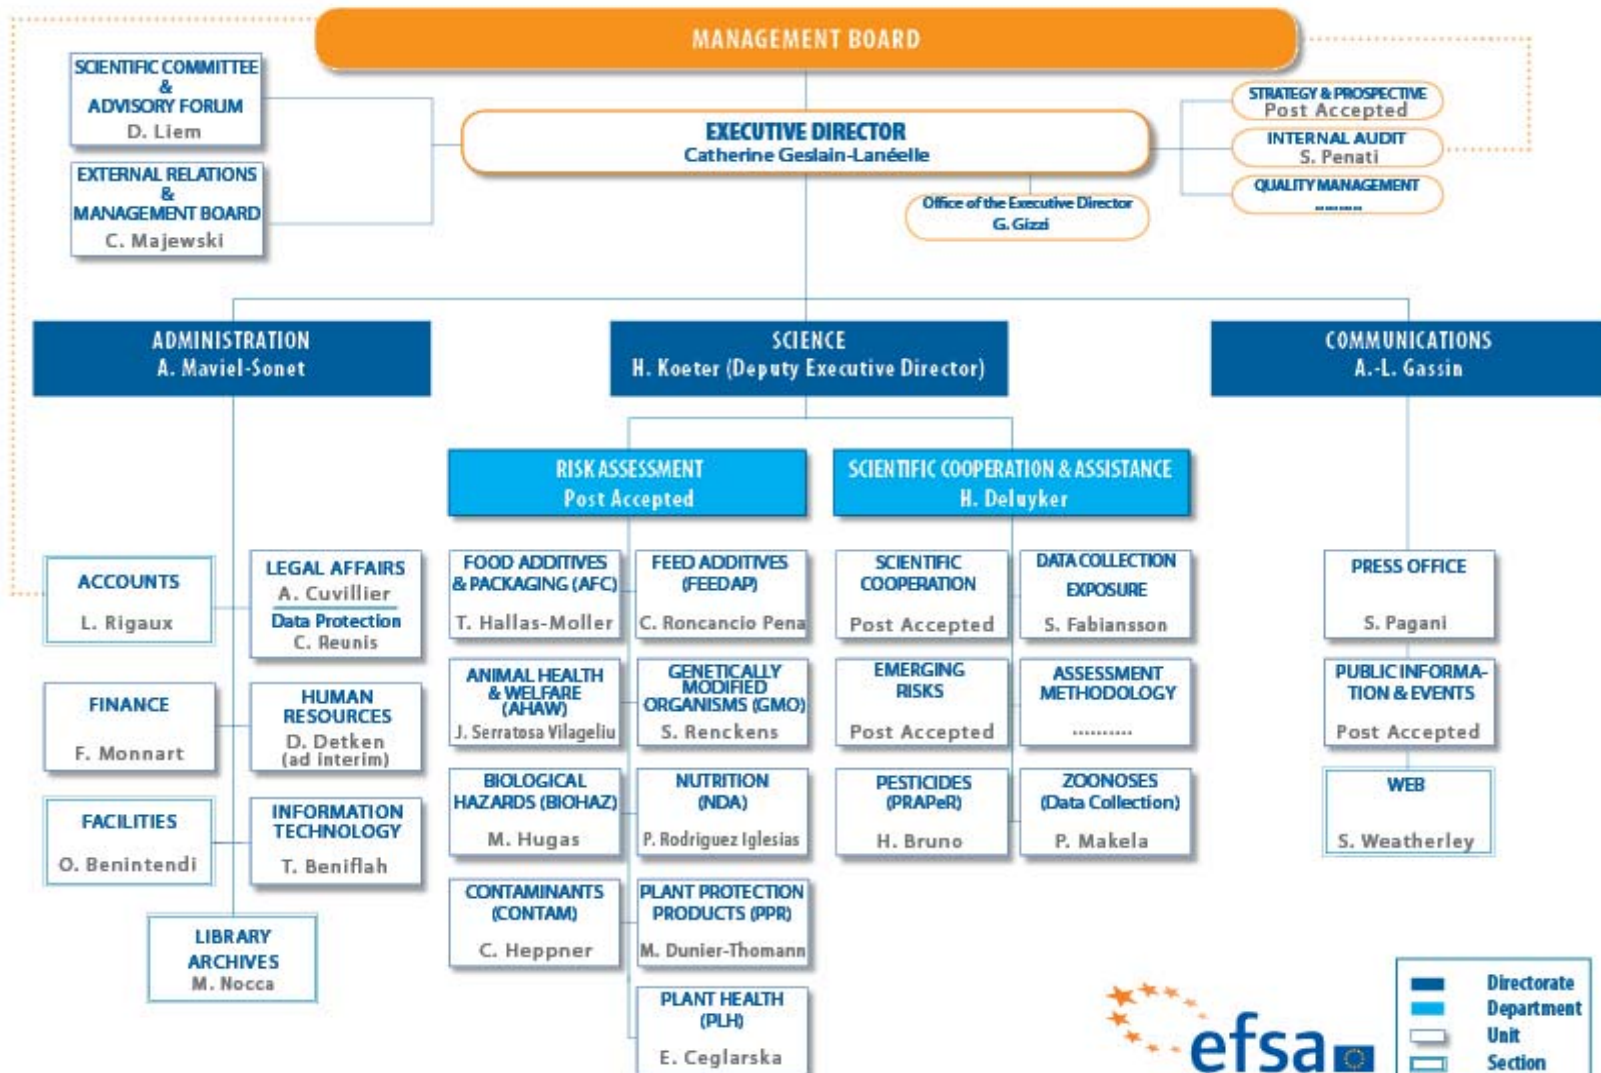 MANAGEMENT BOARD
SCIENTIFIC COMMITTEE
&
ADVISORY FORUM
D. Liem
EXTERNAL RELATIONS
&
MANAGEMENT BOARD
C. Majewski
EXECUTIVE DIRECTOR
Catherine Geslain-Lanéelle
Office of the Executive Director
G. Gizzi
STRATEGY & PROSPECTIVE
Post Accepted
INTERNAL AUDIT
S. Penati
QUALITY MANAGEMENT
..........
ADMINISTRATION
A. Maviel-Sonet
SCIENCE
H. Koeter (Deputy Executive Director)
COMMUNICATIONS
A.-L. Gassin
RISK ASSESSMENT
Post Accepted
SCIENTIFIC COOPERATION & ASSISTANCE
H. Deluyker
ACCOUNTS
L. Rigaux
LEGAL AFFAIRS
A. Cuvillier
Data Protection
C. Reunis
FINANCE
F. Monnart
HUMAN
RESOURCES
D. Detken
(ad interim)
FACILITIES
O. Benintendi
INFORMATION
TECHNOLOGY
T. Beniflah
LIBRARY
ARCHIVES
M. Nocca
FOOD ADDITIVES
& PACKAGING (AFC)
T. Hallas-Moller
FEED ADDITIVES
(FEEDAP)
C. Roncancio Pena
ANIMAL HEALTH
& WELFARE
(AHAW)
J. Serratosa Vilageliu
GENETICALLY
MODIFIED
ORGANISMS (GMO)
S. Renckens
BIOLOGICAL
HAZARDS (BIOHAZ)
M. Hugas
NUTRITION
(NDA)
P. Rodriguez Iglesias
CONTAMINANTS
(CONTAM)
C. Heppner
PLANT PROTECTION
PRODUCTS (PPR)
M. Dunier-Thomann
PLANT HEALTH
(PLH)
E. Ceglarska
SCIENTIFIC
COOPERATION
Post Accepted
DATA COLLECTION
EXPOSURE
S. Fabiansson
EMERGING
RISKS
Post Accepted
ASSESSMENT
METHODOLOGY
..........
PESTICIDES
(PRAPeR)
H. Bruno
ZOONOSES
(Data Collection)
P. Makela
PRESS OFFICE
S. Pagani
PUBLIC INFORMA-
TION & EVENTS
Post Accepted
WEB
S. Weatherley
efsa
Directorate
Department
Unit
Section